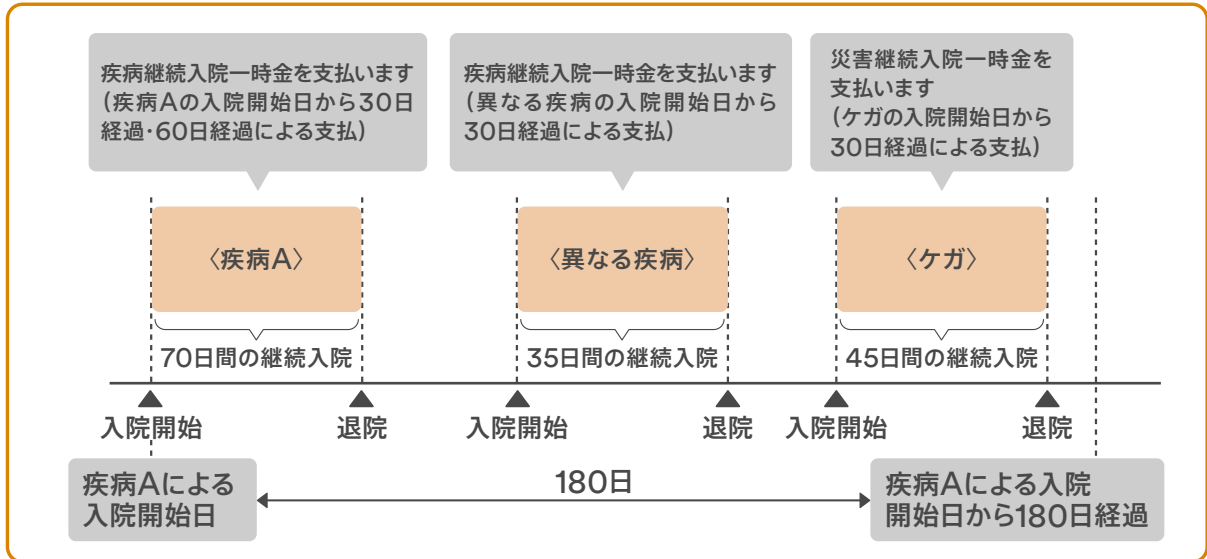 疾病継続入院一時金を支払います
（疾病Aの入院開始日から30日
経過・60日経過による支払）
疾病継続入院一時金を支払います
（異なる疾病の入院開始日から
30日経過による支払）
災害継続入院一時金を
支払います
（ケガの入院開始日から
30日経過による支払）
〈疾病A〉
〈異なる疾病〉
〈ケガ〉
70日間の継続入院
35日間の継続入院
45日間の継続入院
入院開始
退院
入院開始
退院
入院開始
退院
疾病Aによる
入院開始日
180日
疾病Aによる入院
開始日から180日経過